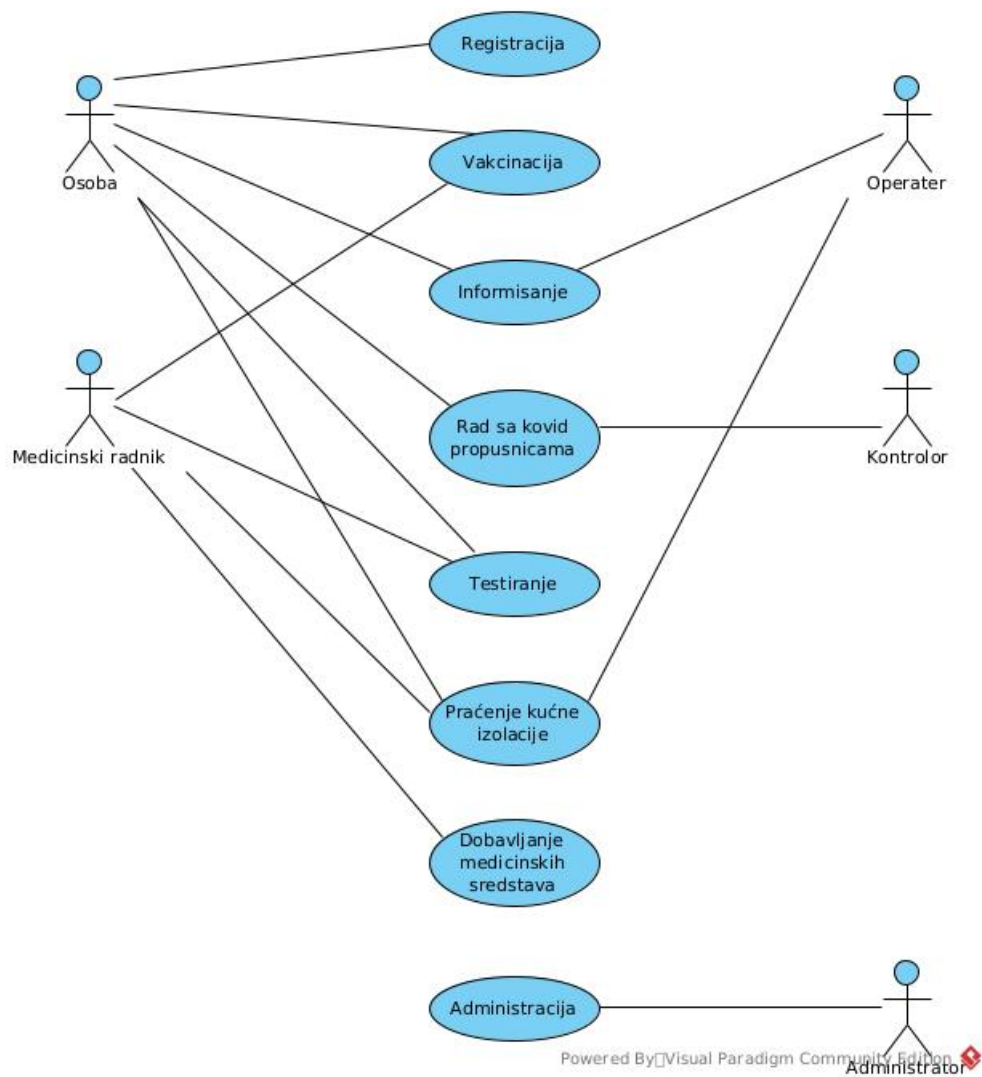 Registracija
Osoba
Vakcinacija
Operater
Informisanje
Medicinski radnik
Rad sa kovid
propusnicama
Kontrolor
Testiranje
Praćenje kućne
izolacije
Dobavljanje
medicinskih
sredstava
Administracija
Powered By▯Visual Paradigm Community Edition
Administrator